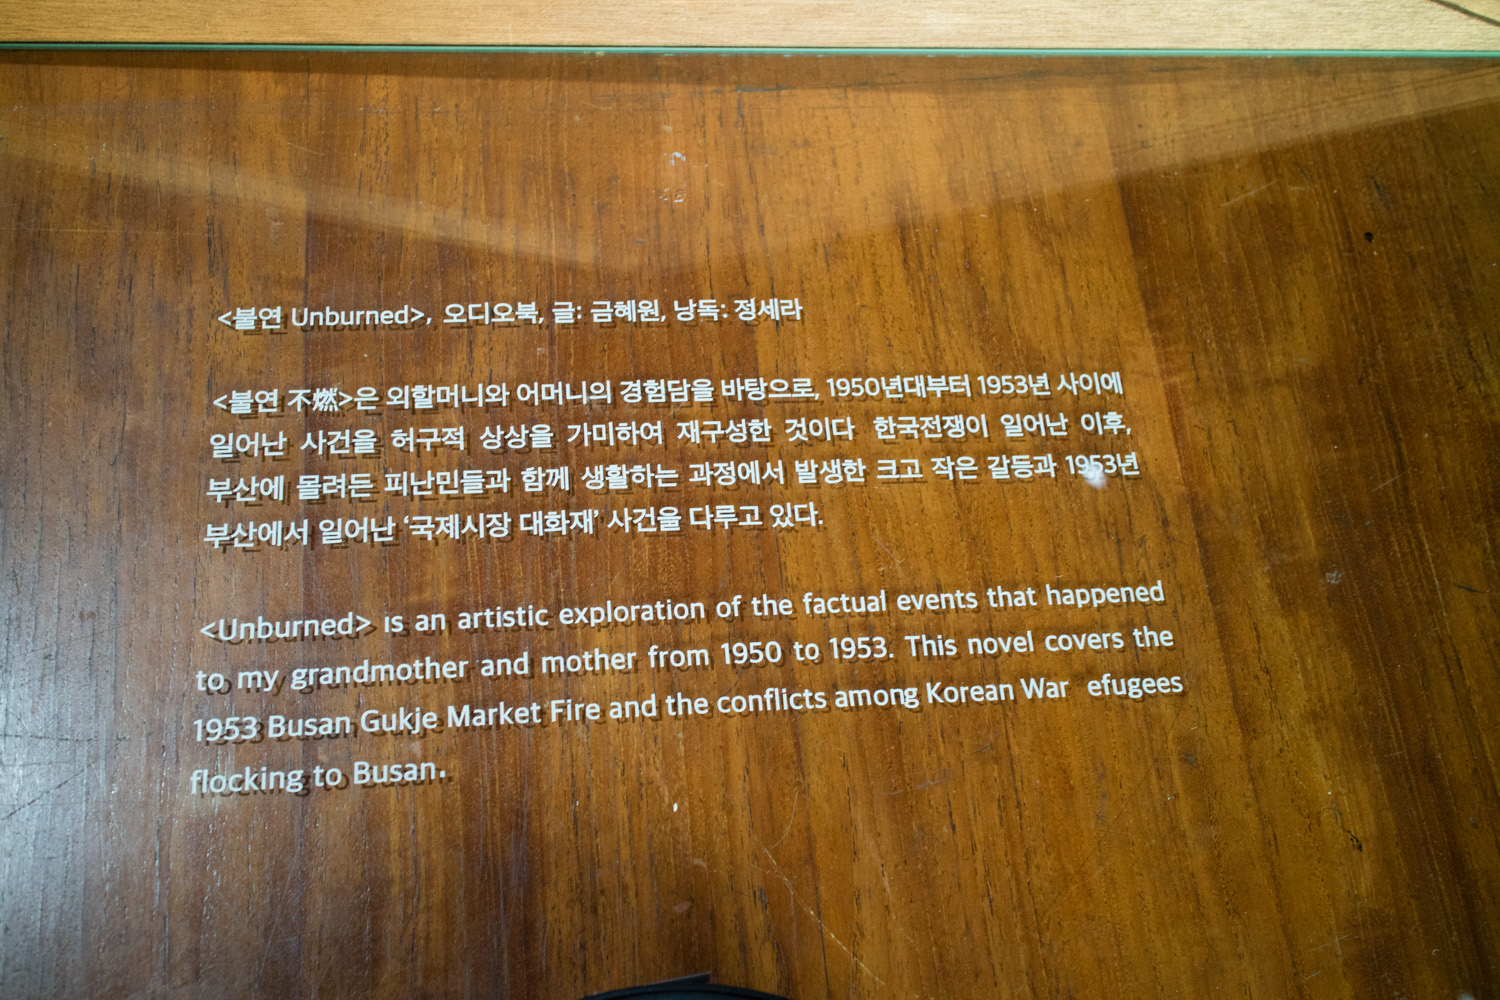 <불연 Unburned>, 오디오북, 글: 금혜원, 낭독: 정세라
<불연 不燃>은 외할머니와 어머니의 경험담을 바탕으로, 1950년대부터 1953년 사이에
일어난 사건을 허구적 상상을 가미하여 재구성한 것이다 한국전쟁이 일어난 이후,
부산에 몰려든 피난민들과 함께 생활하는 과정에서 발생한 크고 작은 갈등과 1953년
부산에서 일어난 ‘국제시장 대화재’ 사건을 다루고 있다.
<Unburned> is an artistic exploration of the factual events that happened
to my grandmother and mother from 1950 to 1953. This novel covers the
1953 Busan Gukje Market Fire and the conflicts among Korean War efugees
flocking to Busan.